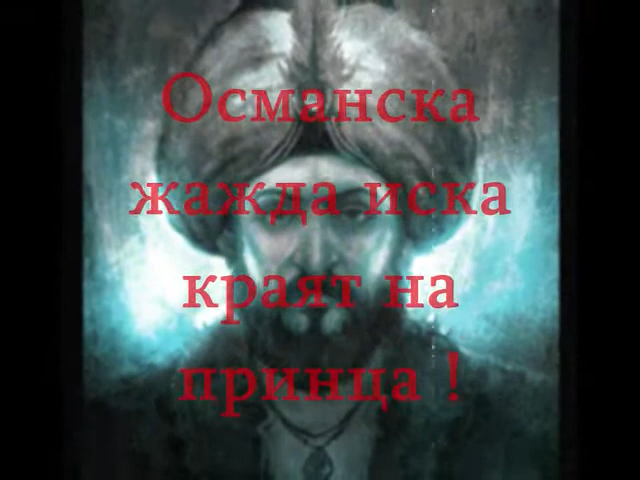 Османска
жажда иска
краят на
принца !